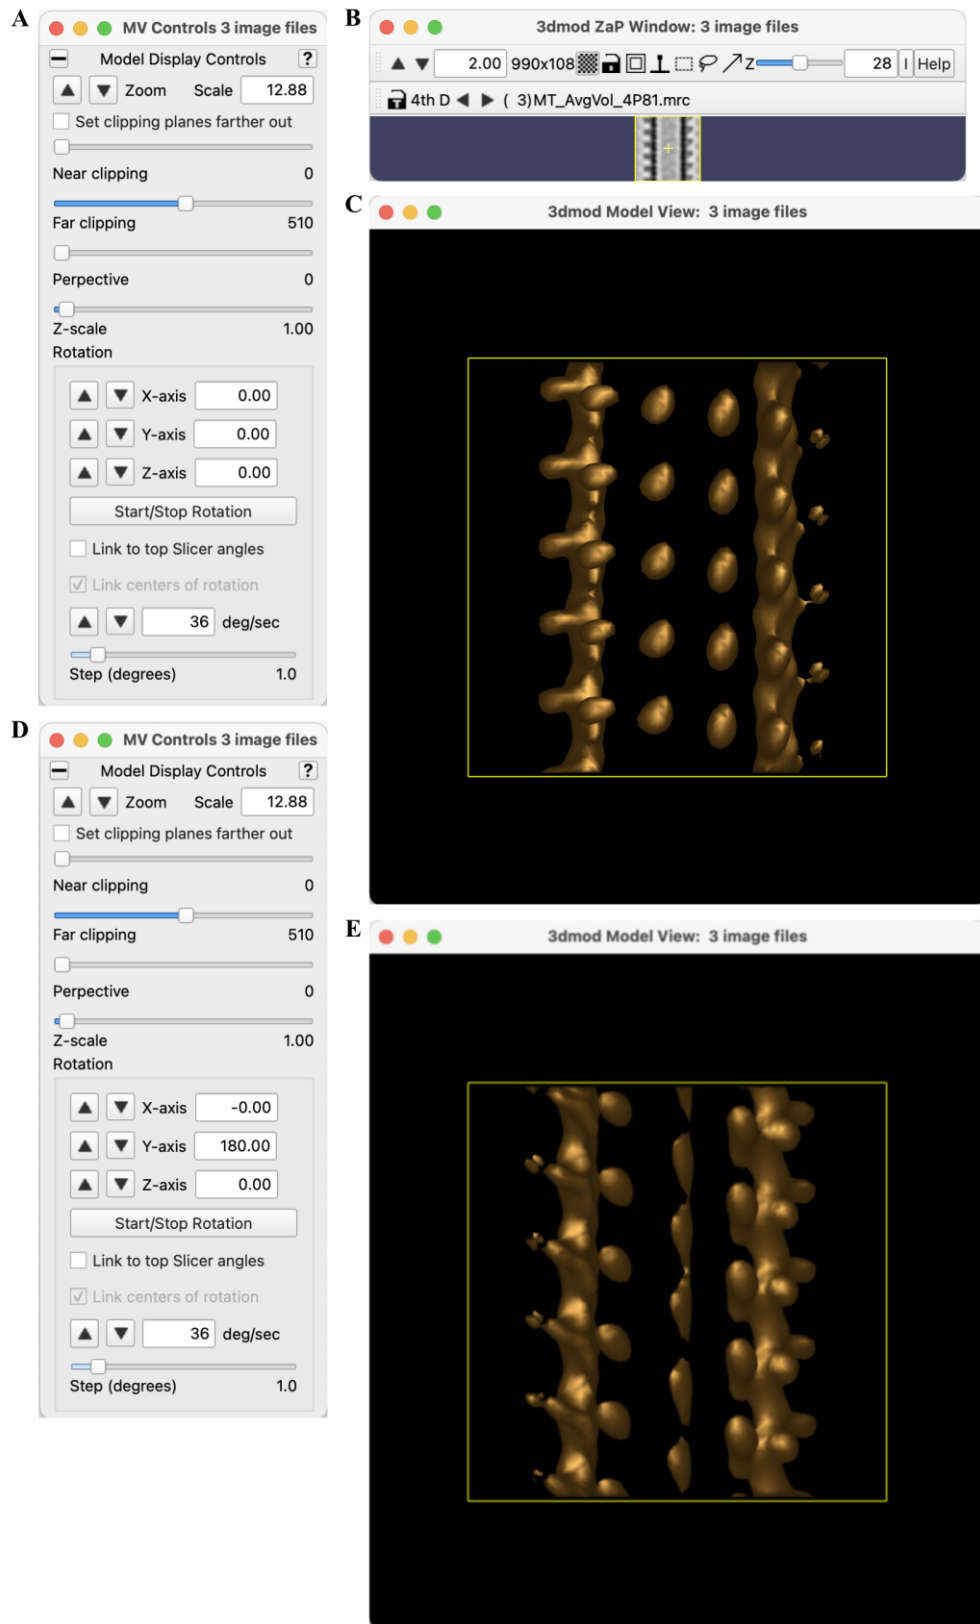 A
MV Controls 3 image files
Model Display Controls ?
Zoom Scale 12.88
Set clipping planes farther out
Near clipping 0
Far clipping 510
Perpective 0
Z-scale 1.00
Rotation
X-axis 0.00
Y-axis 0.00
Z-axis 0.00
Start/Stop Rotation
Link to top Slicer angles
Link centers of rotation
36 deg/sec
Step (degrees) 1.0
B
3dmod ZaP Window: 3 image files
2.00 990x108 Z 28 I Help
4th D ( 3)MT_AvgVol_4P81.mrc
C
3dmod Model View: 3 image files
D
MV Controls 3 image files
Model Display Controls ?
Zoom Scale 12.88
Set clipping planes farther out
Near clipping 0
Far clipping 510
Perpective 0
Z-scale 1.00
Rotation
X-axis -0.00
Y-axis 180.00
Z-axis 0.00
Start/Stop Rotation
Link to top Slicer angles
Link centers of rotation
36 deg/sec
Step (degrees) 1.0
E
3dmod Model View: 3 image files